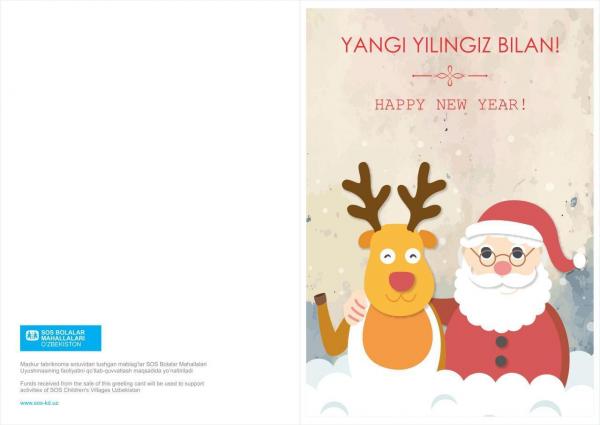 YANGI YILINGIZ BILAN!
HAPPY NEW YEAR!
SOS BOLALAR
MAHALLALARI
O'ZBEKISTON
Mazkur tabriknoma sotuvidan tushgan mablag'lar SOS Bolalar Mahallalari
Uyushmasining faoliyatini qo'llab-quvvatlash maqsadida yo'naltiriladi
Funds received from the sale of this greeting card will be used to support
activities of SOS Children's Villages Uzbekistan
www.sos-kd.uz